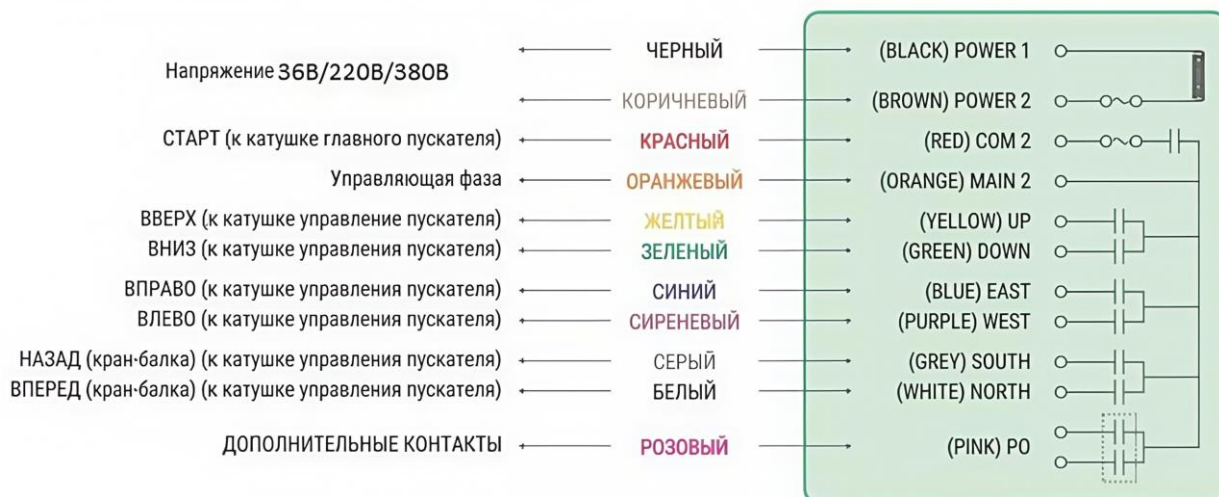 ЧЕРНЫЙ (BLACK) POWER 1
Напряжение 36В/220В/380В
КОРИЧНЕВЫЙ (BROWN) POWER 2
СТАРТ (к катушке главного пускателя) КРАСНЫЙ (RED) COM 2
Управляющая фаза ОРАНЖЕВЫЙ (ORANGE) MAIN 2
ВВЕРХ (к катушке управление пускателя) ЖЕЛТЫЙ (YELLOW) UP
ВНИЗ (к катушке управления пускателя) ЗЕЛЕНЫЙ (GREEN) DOWN
ВПРАВО (к катушке управления пускателя) СИНИЙ (BLUE) EAST
ВЛЕВО (к катушке управления пускателя) СИРЕНЕВЫЙ (PURPLE) WEST
НАЗАД (кран-балка) (к катушке управления пускателя) СЕРЫЙ (GREY) SOUTH
ВПЕРЕД (кран-балка) (к катушке управления пускателя) БЕЛЫЙ (WHITE) NORTH
ДОПОЛНИТЕЛЬНЫЕ КОНТАКТЫ РОЗОВЫЙ (PINK) PO